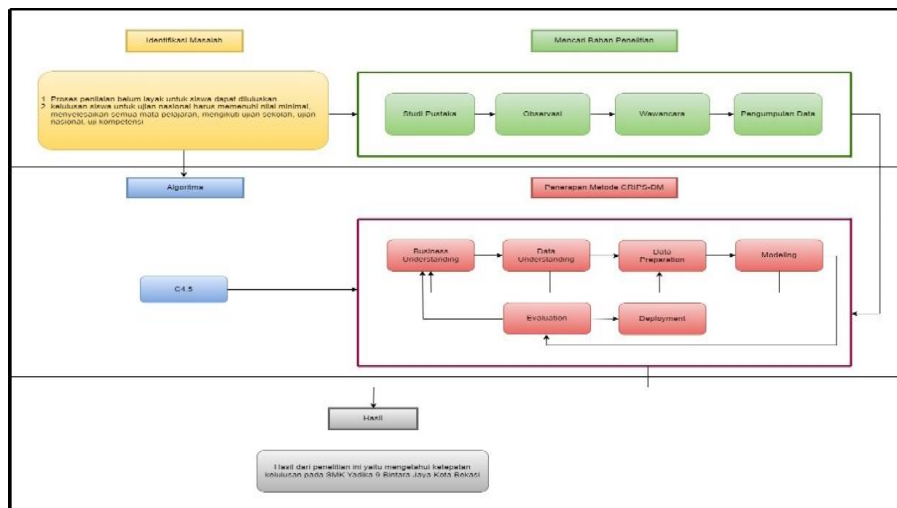 Identifikasi Masalah
Mencari Bahan Penelitian
1. Proses penilaian belum layak untuk siswa dapat diluluskan
2. kelulusan siswa untuk ujian nasional harus memenuhi nilai minimal,
menyelesaikan semua mata pelajaran, mengikuti ujian sekolah, ujian
nasional, uji kompetensi
Studi Pustaka
Observasi
Wawancara
Pengumpulan Data
Algoritma
Penerapan Metode CRIPS-DM
Business
Understanding
Data
Understanding
Data
Preparation
Modeling
C4.5
Evaluation
Deployment
Hasil
Hasil dari penelitian ini yaitu mengetahui ketepatan
kelulusan pada SMK Yadika 6 Bintara Jaya Kota Bekasi